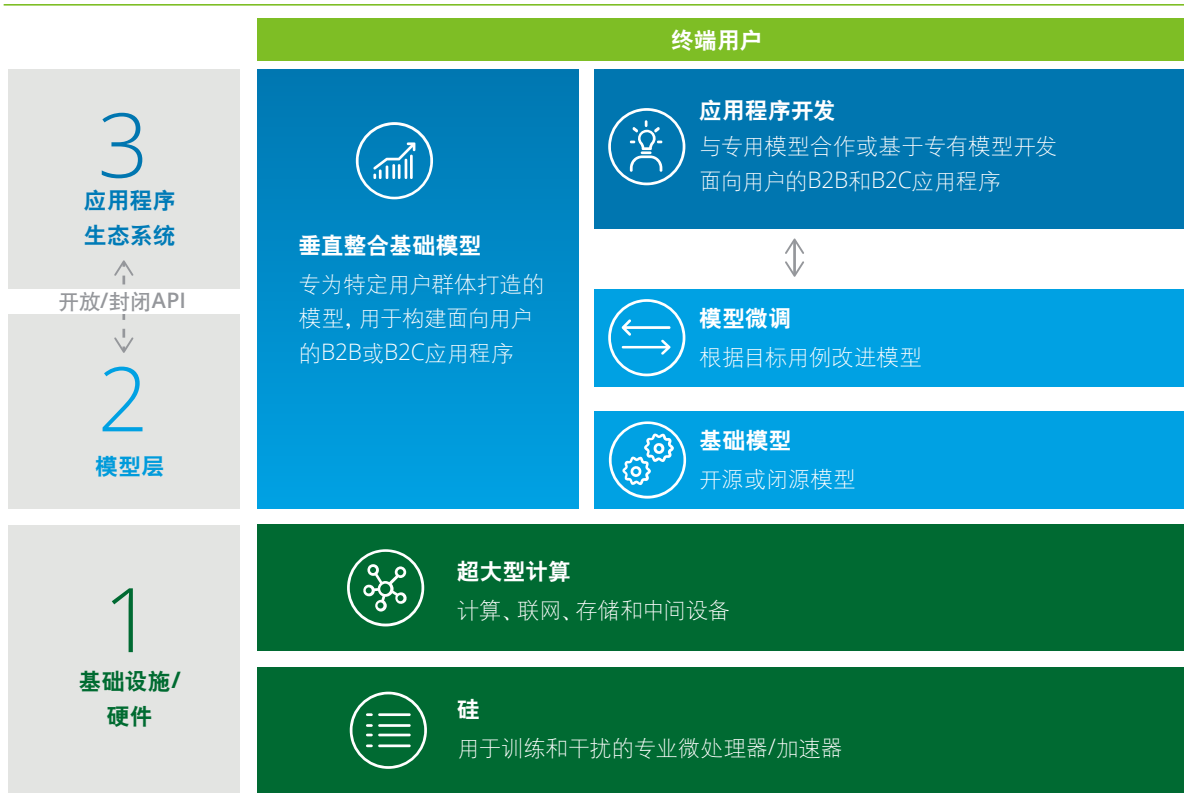 终端用户
3
应用程序
生态系统
开放/封闭API
2
模型层
垂直整合基础模型
专为特定用户群体打造的
模型，用于构建面向用户
的B2B或B2C应用程序
应用程序开发
与专用模型合作或基于专有模型开发
面向用户的B2B和B2C应用程序
模型微调
根据目标用例改进模型
基础模型
开源或闭源模型
1
基础设施/
硬件
超大型计算
计算、联网、存储和中间设备
硅
用于训练和干扰的专业微处理器/加速器